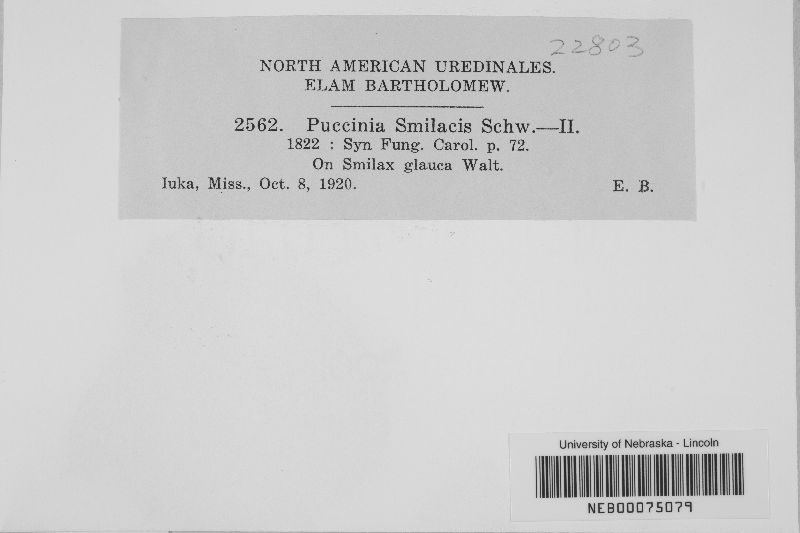 22803
NORTH AMERICAN UREDINALES.
ELAM BARTHOLOMEW.
2562. Puccinia Smilacis Schw.—II.
1822 : Syn Fung. Carol. p. 72.
On Smilax glauca Walt.
Iuka, Miss., Oct. 8, 1920. E. B.
University of Nebraska - Lincoln
NEB00075079